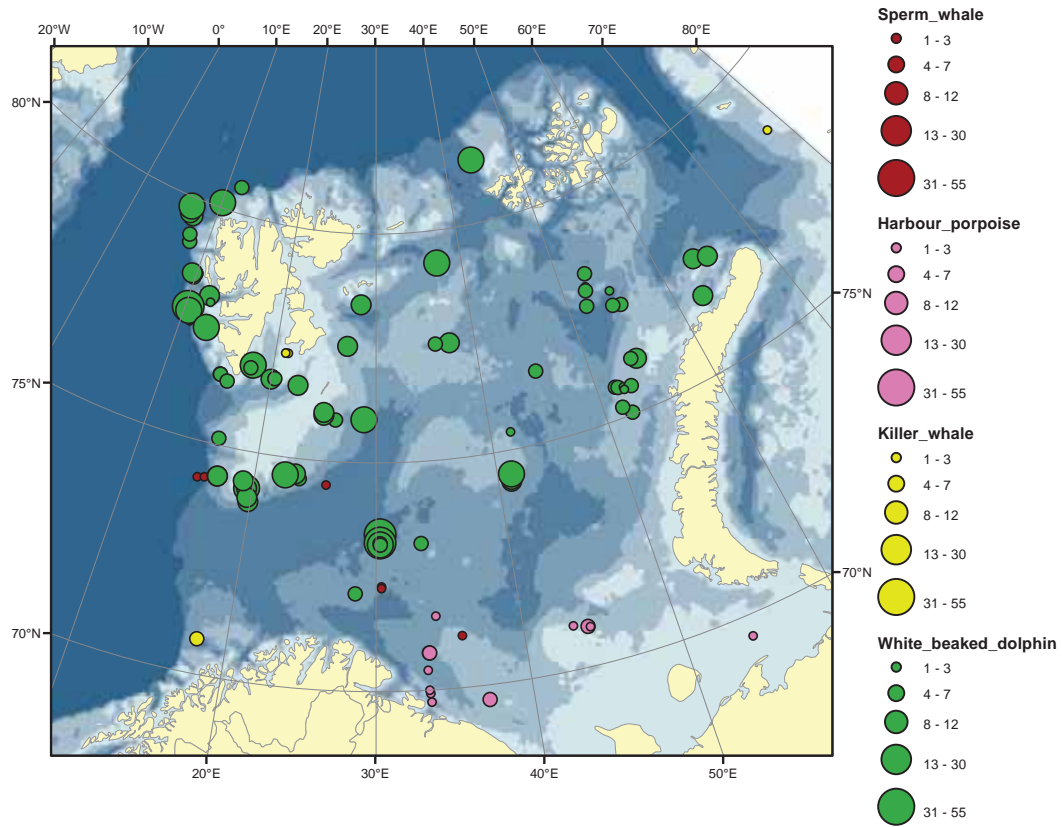 20°W 10°W 0° 10°E 20°E 30°E 40°E 50°E 60°E 70°E 80°E
80°N
75°N
75°N
70°N
70°N
20°E 30°E 40°E 50°E
Sperm_whale
1 - 3
4 - 7
8 - 12
13 - 30
31 - 55
Harbour_porpoise
1 - 3
4 - 7
8 - 12
13 - 30
31 - 55
Killer_whale
1 - 3
4 - 7
8 - 12
13 - 30
31 - 55
White_beaked_dolphin
1 - 3
4 - 7
8 - 12
13 - 30
31 - 55